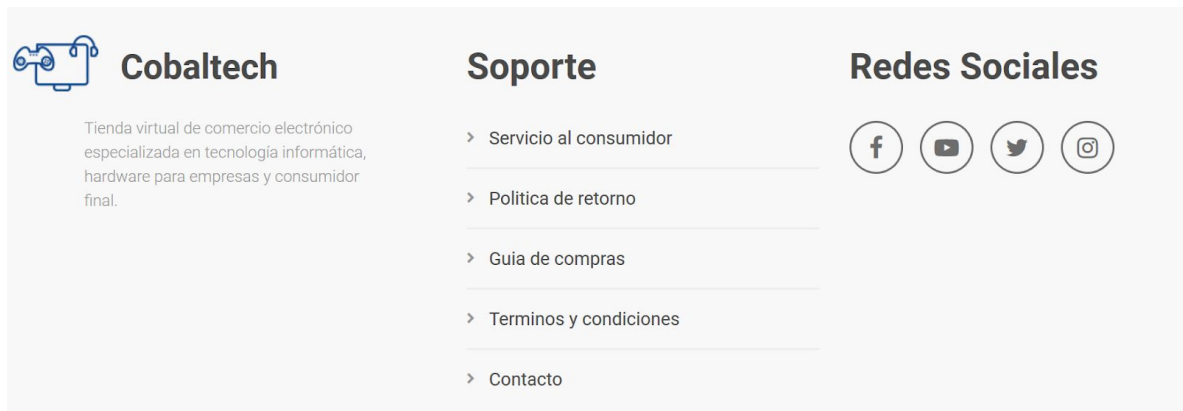 Cobaltech
Tienda virtual de comercio electrónico
especializada en tecnología informática,
hardware para empresas y consumidor
final.
Soporte
Servicio al consumidor
Politica de retorno
Guia de compras
Terminos y condiciones
Contacto
Redes Sociales